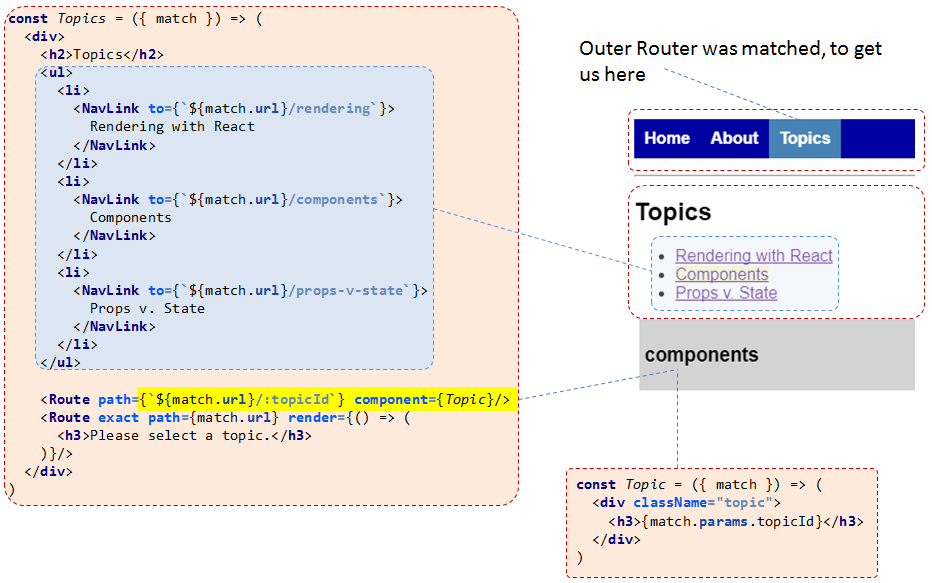 const Topics = ({ match }) => (
  <div>
    <h2>Topics</h2>
    <ul>
      <li>
        <NavLink to={`${match.url}/rendering`}>
          Rendering with React
        </NavLink>
      </li>
      <li>
        <NavLink to={`${match.url}/components`}>
          Components
        </NavLink>
      </li>
      <li>
        <NavLink to={`${match.url}/props-v-state`}>
          Props v. State
        </NavLink>
      </li>
    </ul>

    <Route path={`${match.url}/:topicId`} component={Topic}/>
    <Route exact path={match.url} render={() => (
      <h3>Please select a topic.</h3>
    )}/>
  </div>
)
Outer Router was matched, to get
us here
Home About Topics
Topics
• Rendering with React
• Components
• Props v. State
components
const Topic = ({ match }) => (
  <div className="topic">
    <h3>{match.params.topicId}</h3>
  </div>
)